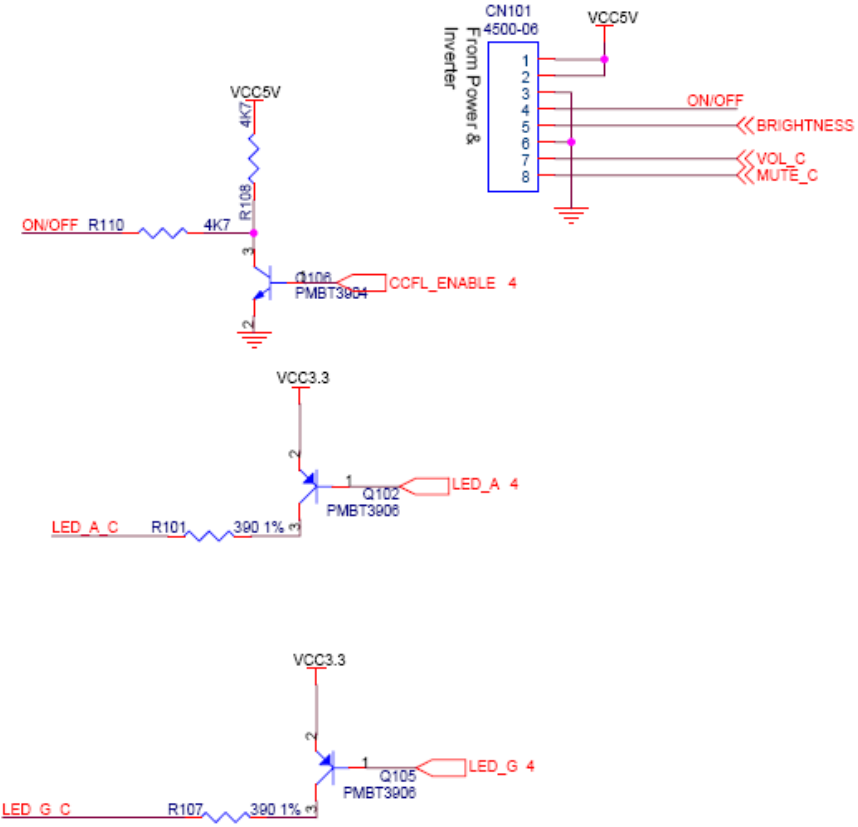 CN101
4500-06
VCC5V
From Power &
Inverter
1
2
3
4
5
6
7
8
ON/OFF
BRIGHTNESS
VOL_C
MUTE_C
VCC5V
4K7
R108
ON/OFF R110 4K7
3
1
Q106
PMBT3904
CCFL_ENABLE 4
2
VCC3.3
2
1
Q102
PMBT3906
LED_A 4
LED_A_C R101 390 1% 3
VCC3.3
2
1
Q105
PMBT3906
LED_G 4
LED_G_C R107 390 1% 3